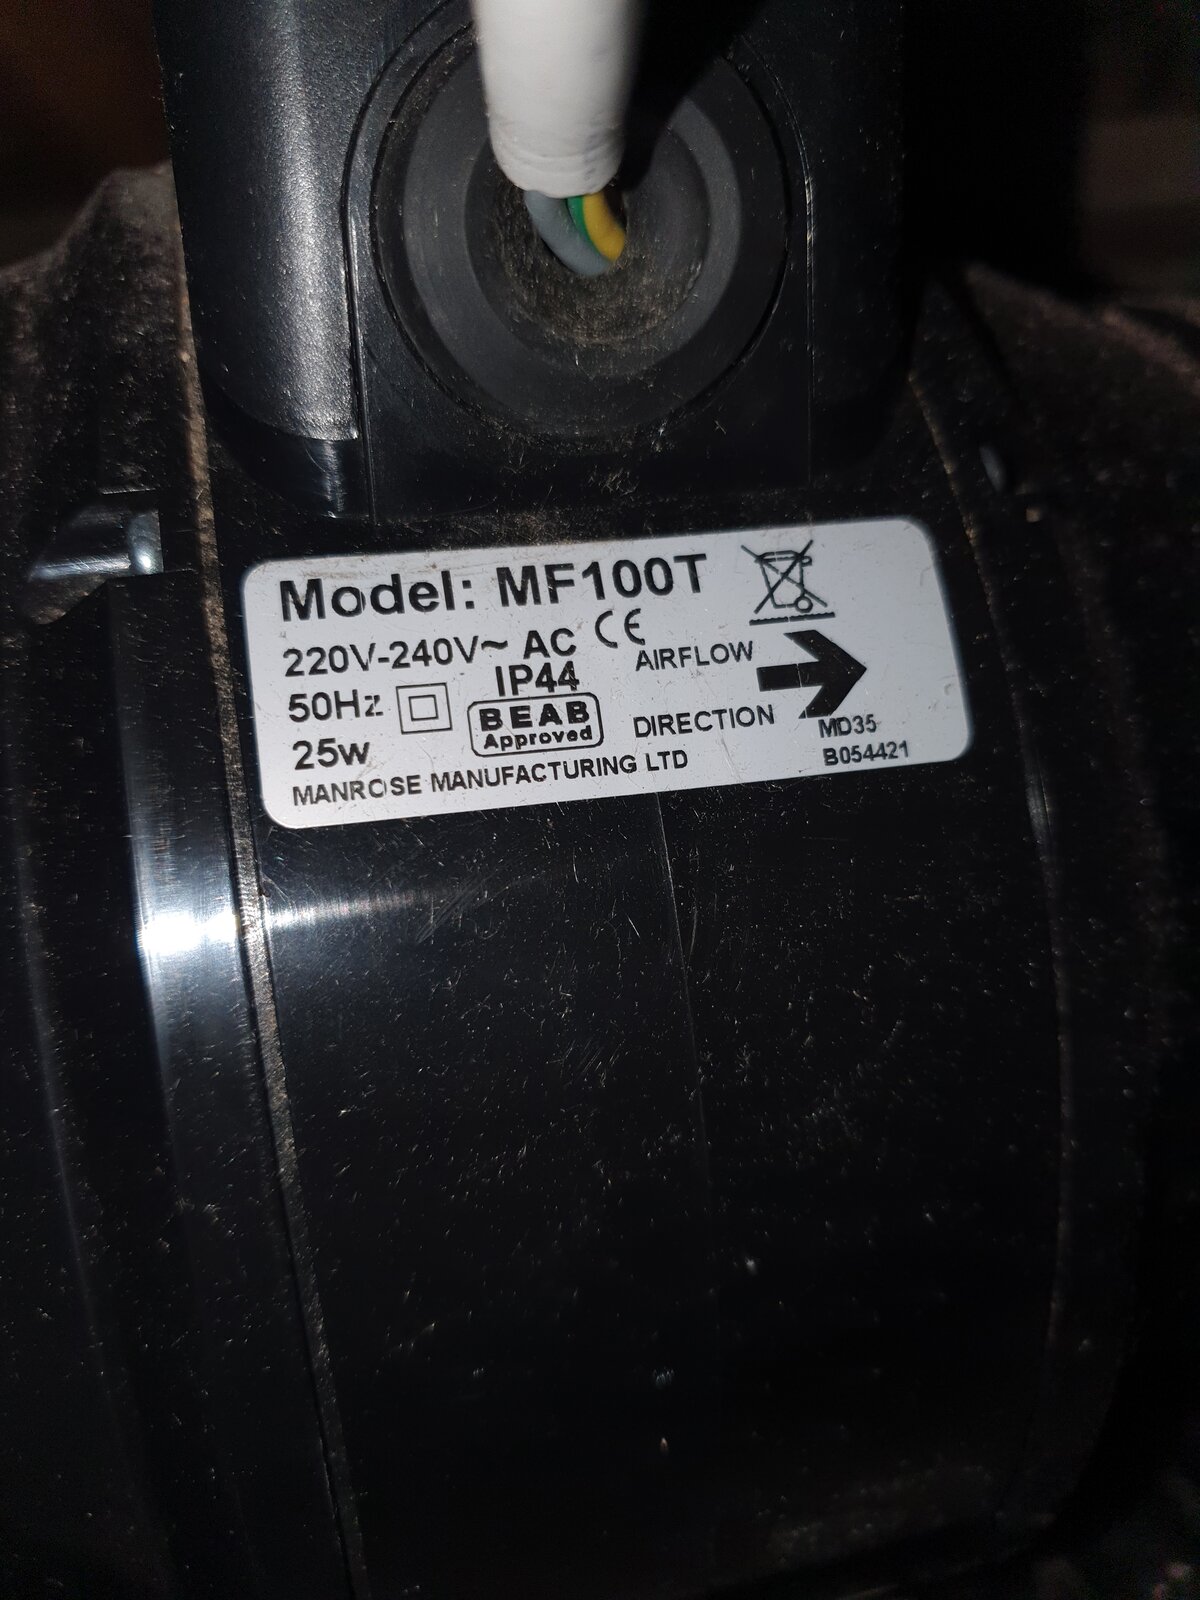 Model: MF100T
220V-240V~ AC CE
IP44
50Hz
BEAB
Approved
25w
AIRFLOW
DIRECTION
MD35
B054421
MANROSE MANUFACTURING LTD